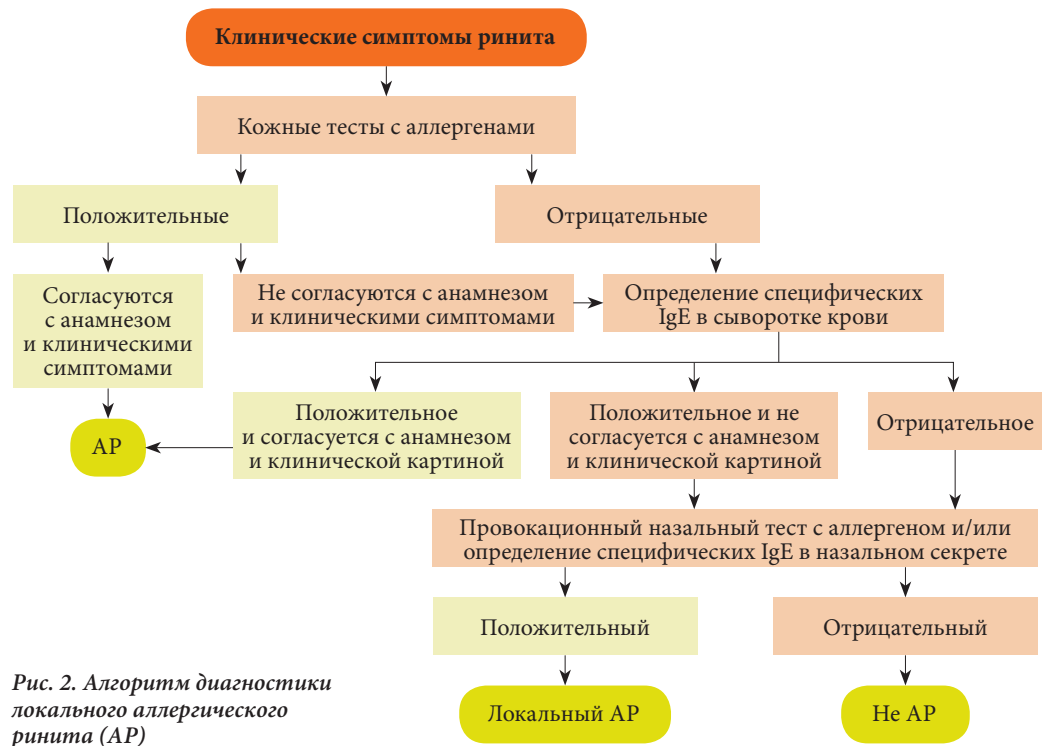 Клинические симптомы ринита
Кожные тесты с аллергенами
Положительные
Отрицательные
Согласуются
с анамнезом
и клиническими
симптомами
Не согласуются с анамнезом
и клиническими симптомами
Определение специфических
IgE в сыворотке крови
АР
Положительное
и согласуется с анамнезом
и клинической картиной
Положительное и не
согласуется с анамнезом
и клинической картиной
Отрицательное
Провокационный назальный тест с аллергеном и/или
определение специфических IgE в назальном секрете
Положительный
Отрицательный
Локальный АР
Не АР
Рис. 2. Алгоритм диагностики
локального аллергического
ринита (АР)